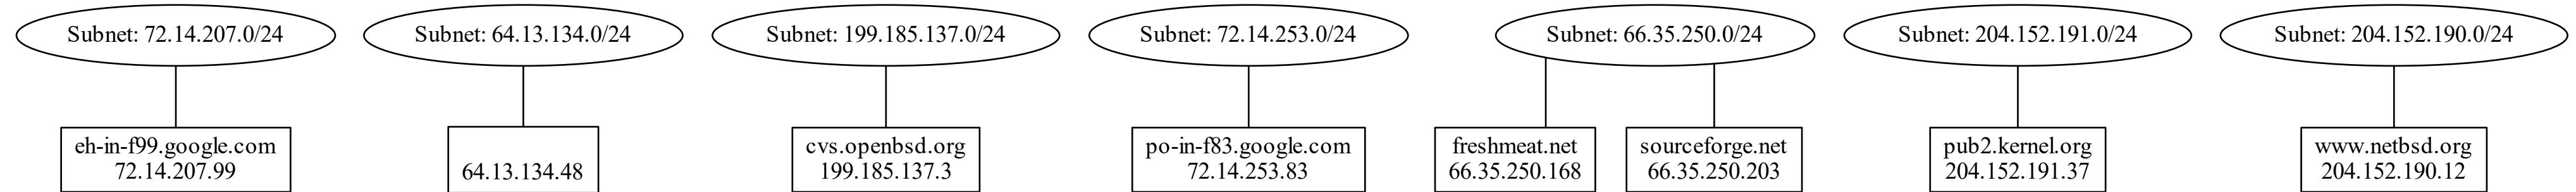 Subnet: 72.14.207.0/24
Subnet: 64.13.134.0/24
Subnet: 199.185.137.0/24
Subnet: 72.14.253.0/24
Subnet: 66.35.250.0/24
Subnet: 204.152.191.0/24
Subnet: 204.152.190.0/24
eh-in-f99.google.com
72.14.207.99
64.13.134.48
cvs.openbsd.org
199.185.137.3
po-in-f83.google.com
72.14.253.83
freshmeat.net
66.35.250.168
sourceforge.net
66.35.250.203
pub2.kernel.org
204.152.191.37
www.netbsd.org
204.152.190.12